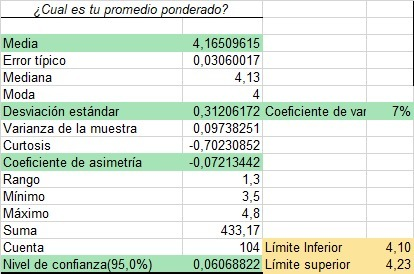 ¿Cual es tu promedio ponderado?
Media 4,16509615
Error típico 0,03060017
Mediana 4,13
Moda 4
Desviación estándar 0,31206172 Coeficiente de var 7%
Varianza de la muestra 0,09738251
Curtosis -0,70230852
Coeficiente de asimetría -0,07213442
Rango 1,3
Mínimo 3,5
Máximo 4,8
Suma 433,17
Cuenta 104 Límite Inferior 4,10
Nivel de confianza(95,0%) 0,06068822 Límite superior 4,23